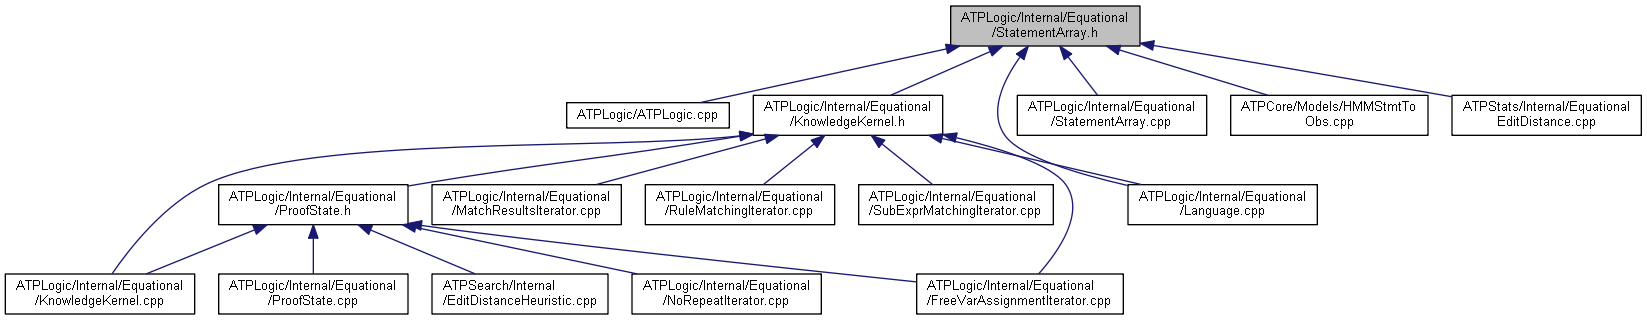 ATPLogic/Internal/Equational
/StatementArray.h
ATPLogic/ATPLogic.cpp
ATPLogic/Internal/Equational
/KnowledgeKernel.h
ATPLogic/Internal/Equational
/StatementArray.cpp
ATPCore/Models/HMMStmtTo
Obs.cpp
ATPStats/Internal/Equational
EditDistance.cpp
ATPLogic/Internal/Equational
/ProofState.h
ATPLogic/Internal/Equational
/MatchResultsIterator.cpp
ATPLogic/Internal/Equational
/RuleMatchingIterator.cpp
ATPLogic/Internal/Equational
/SubExprMatchingIterator.cpp
ATPLogic/Internal/Equational
/Language.cpp
ATPLogic/Internal/Equational
/KnowledgeKernel.cpp
ATPLogic/Internal/Equational
/ProofState.cpp
ATPSearch/Internal
/EditDistanceHeuristic.cpp
ATPLogic/Internal/Equational
/NoRepeatIterator.cpp
ATPLogic/Internal/Equational
/FreeVarAssignmentIterator.cpp